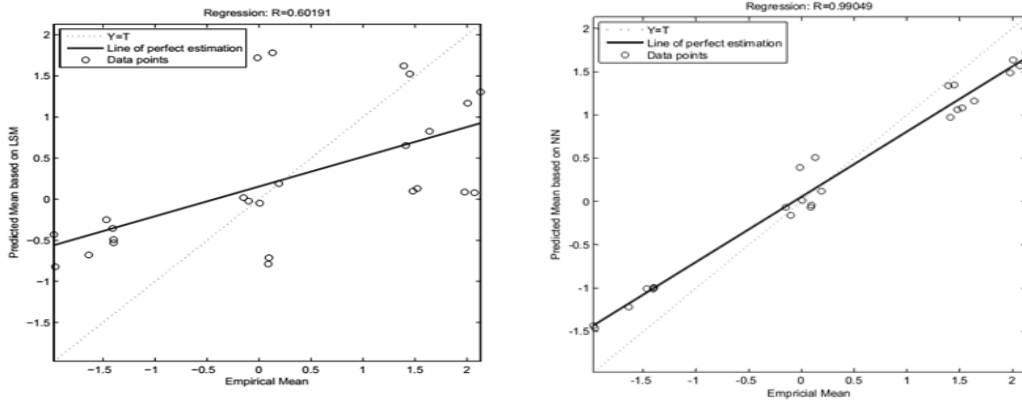 Regression: R=0.60191
Y=T
Line of perfect estimation
Data points
Predicted Mean based on LSM
2
1.5
1
0.5
0
−0.5
−1
−1.5
−1.5
−1
−0.5
0
0.5
1
1.5
2
Empirical Mean
Regression: R=0.99049
Y=T
Line of perfect estimation
Data points
Predicted Mean based on NN
2
1.5
1
0.5
0
-0.5
-1
-1.5
-1.5
-1
-0.5
0
0.5
1
1.5
2
Empricial Mean